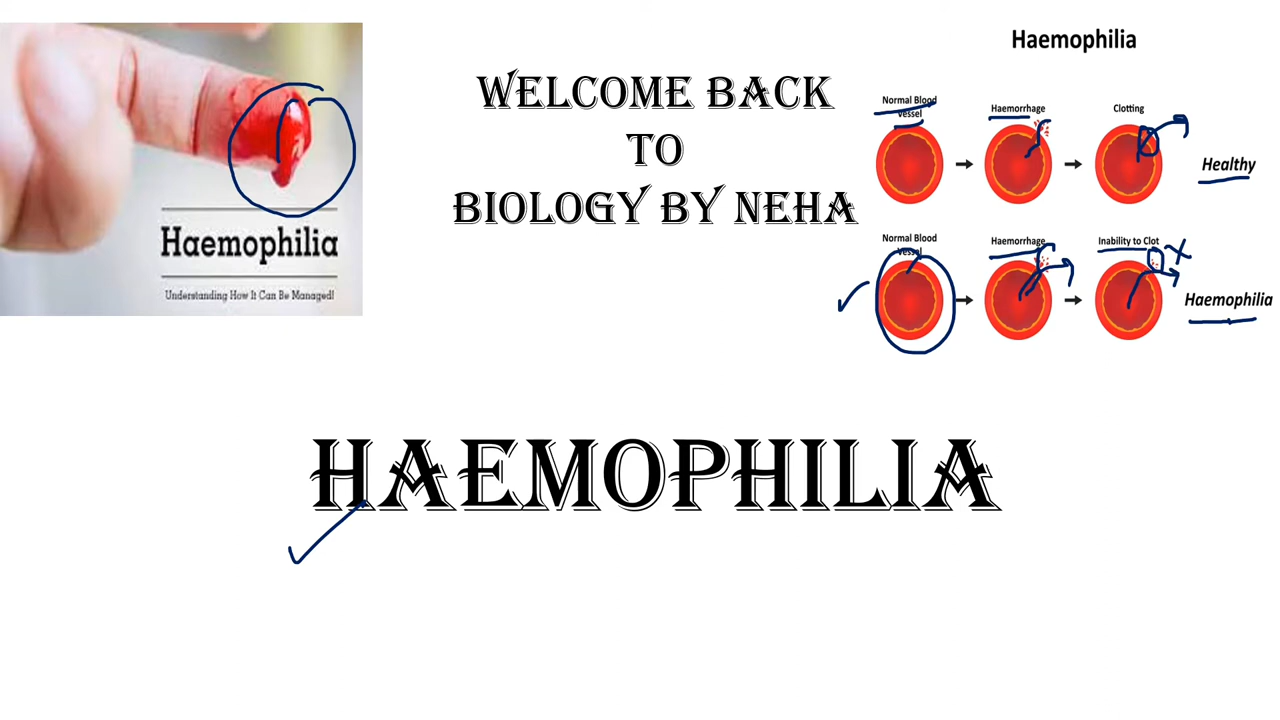 Haemophilia
Understanding How It Can Be Managed!
WELCOME BACK
TO
BIOLOGY BY NEHA
Haemophilia
Normal Blood
Vessel
Haemorrhage
Clotting
Healthy
Normal Blood
Vessel
Haemorrhage
Inability to Clot
Haemophilia
HAEMOPHILIA